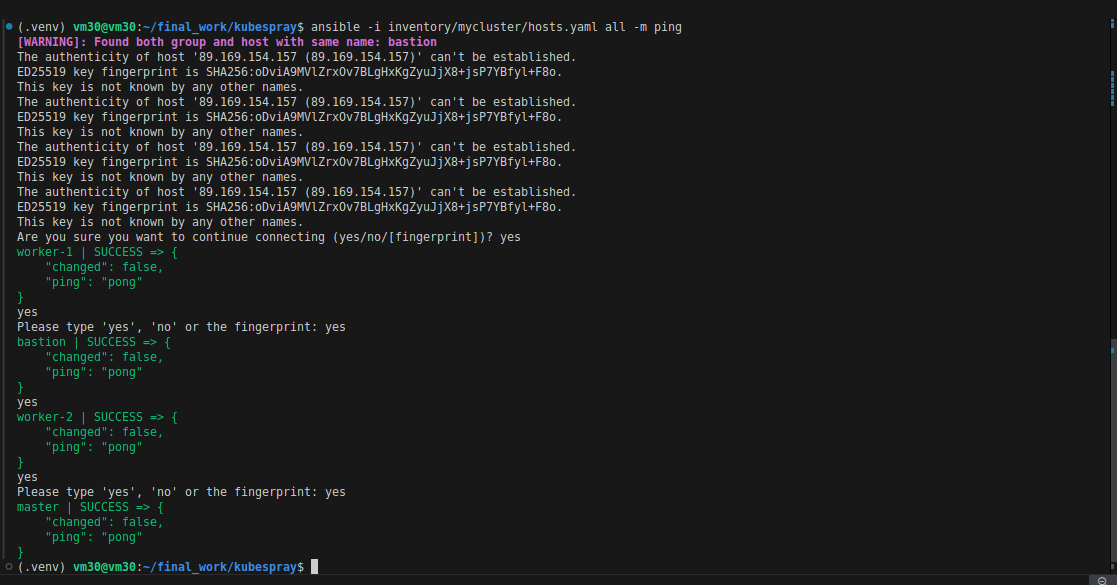 (.venv) vm30@vm30:~/final_work/kubespray$ ansible -i inventory/mycluster/hosts.yaml all -m ping
[WARNING]: Found both group and host with same name: bastion
The authenticity of host '89.169.154.157 (89.169.154.157)' can't be established.
ED25519 key fingerprint is SHA256:oDviA9MVlZrxOv7BLgHxKgZyuJjX8+jsP7YBfyl+F8o.
This key is not known by any other names.
The authenticity of host '89.169.154.157 (89.169.154.157)' can't be established.
ED25519 key fingerprint is SHA256:oDviA9MVlZrxOv7BLgHxKgZyuJjX8+jsP7YBfyl+F8o.
This key is not known by any other names.
The authenticity of host '89.169.154.157 (89.169.154.157)' can't be established.
ED25519 key fingerprint is SHA256:oDviA9MVlZrxOv7BLgHxKgZyuJjX8+jsP7YBfyl+F8o.
This key is not known by any other names.
The authenticity of host '89.169.154.157 (89.169.154.157)' can't be established.
ED25519 key fingerprint is SHA256:oDviA9MVlZrxOv7BLgHxKgZyuJjX8+jsP7YBfyl+F8o.
This key is not known by any other names.
Are you sure you want to continue connecting (yes/no/[fingerprint])? yes
worker-1 | SUCCESS => {
    "changed": false,
    "ping": "pong"
}
yes
Please type 'yes', 'no' or the fingerprint: yes
bastion | SUCCESS => {
    "changed": false,
    "ping": "pong"
}
yes
worker-2 | SUCCESS => {
    "changed": false,
    "ping": "pong"
}
yes
Please type 'yes', 'no' or the fingerprint: yes
master | SUCCESS => {
    "changed": false,
    "ping": "pong"
}
(.venv) vm30@vm30:~/final_work/kubespray$